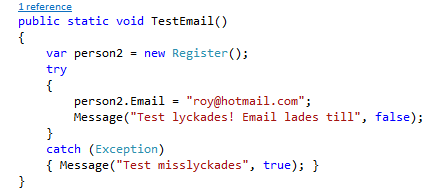 1 reference
public static void TestEmail()
{
    var person2 = new Register();
    try
    {
        person2.Email = "roy@hotmail.com";
        Message("Test lyckades! Email lades till", false);
    }
    catch (Exception)
    { Message("Test misslyckades", true); }
}